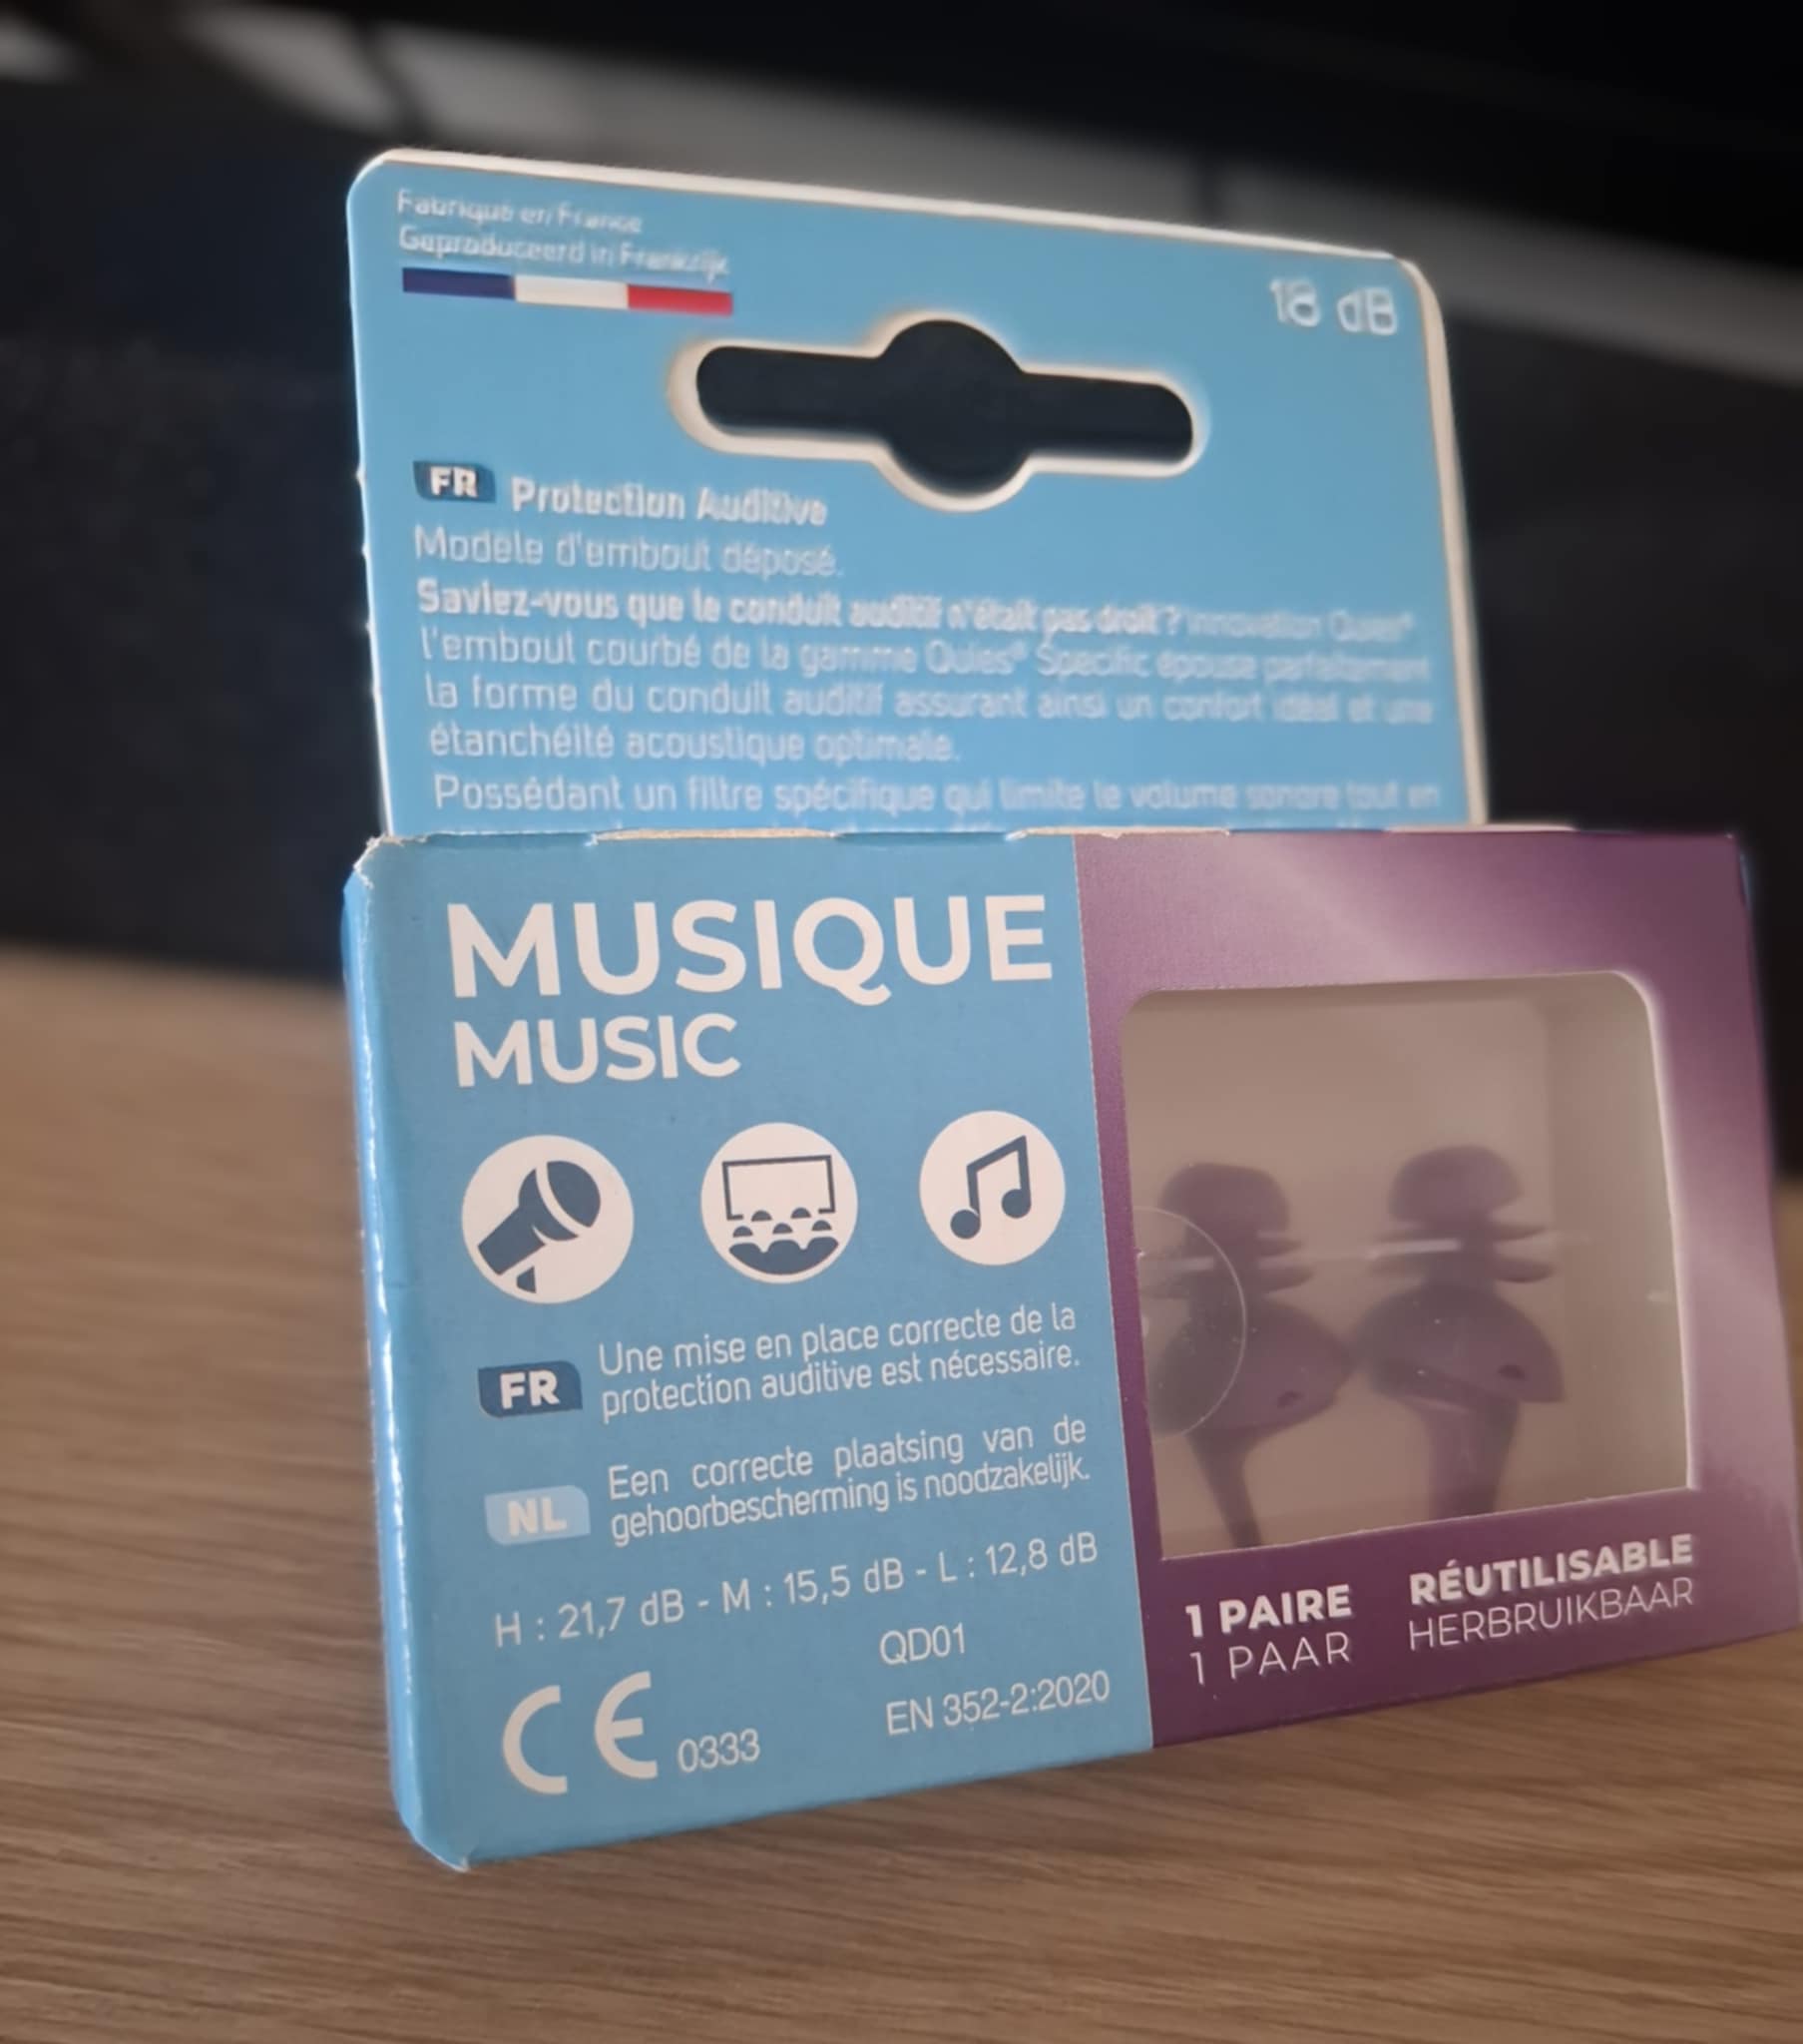 Fabriqué en France
Geproduceerd in Frankrijk
18 dB
FR Protection Auditive
Modèle d'embout déposé.
Saviez-vous que le conduit auditif n'était pas droit ? Innovation Quies®
l'embout courbé de la gamme Quies® Specific épouse parfaitement
la forme du conduit auditif assurant ainsi un confort idéal et une
étanchéité acoustique optimale.
Possédant un filtre spécifique qui limite le volume sonore tout en
MUSIQUE
MUSIC
FR Une mise en place correcte de la
protection auditive est nécessaire.
NL Een correcte plaatsing van de
gehoorbescherming is noodzakelijk.
H : 21,7 dB - M : 15,5 dB - L : 12,8 dB
QD01
CE 0333
EN 352-2:2020
1 PAIRE
1 PAAR
RÉUTILISABLE
HERBRUIKBAAR